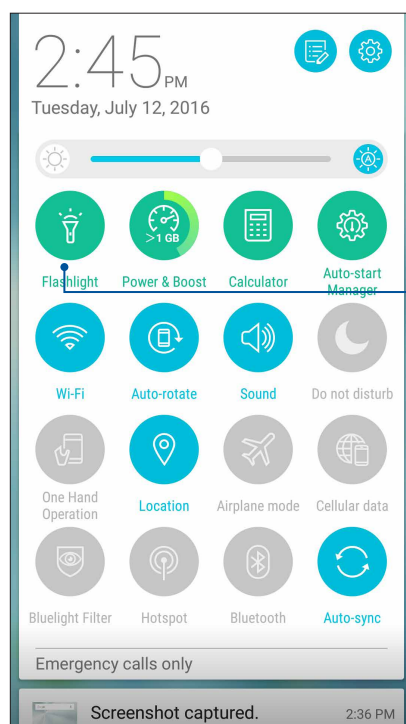 2:45 PM
Tuesday, July 12, 2016
A
>1 GB
Flashlight Power & Boost Calculator Auto-start Manager
Wi-Fi Auto-rotate Sound Do not disturb
One Hand Operation Location Airplane mode Cellular data
Bluelight Filter Hotspot Bluetooth Auto-sync
Emergency calls only
Screenshot captured. 2:36 PM